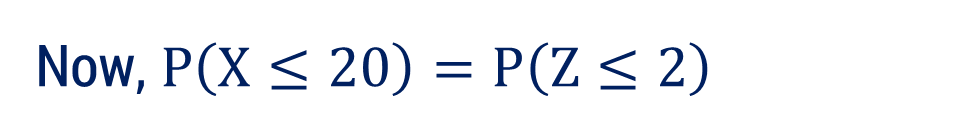 Now, P(X ≤ 20) = P(Z ≤ 2)